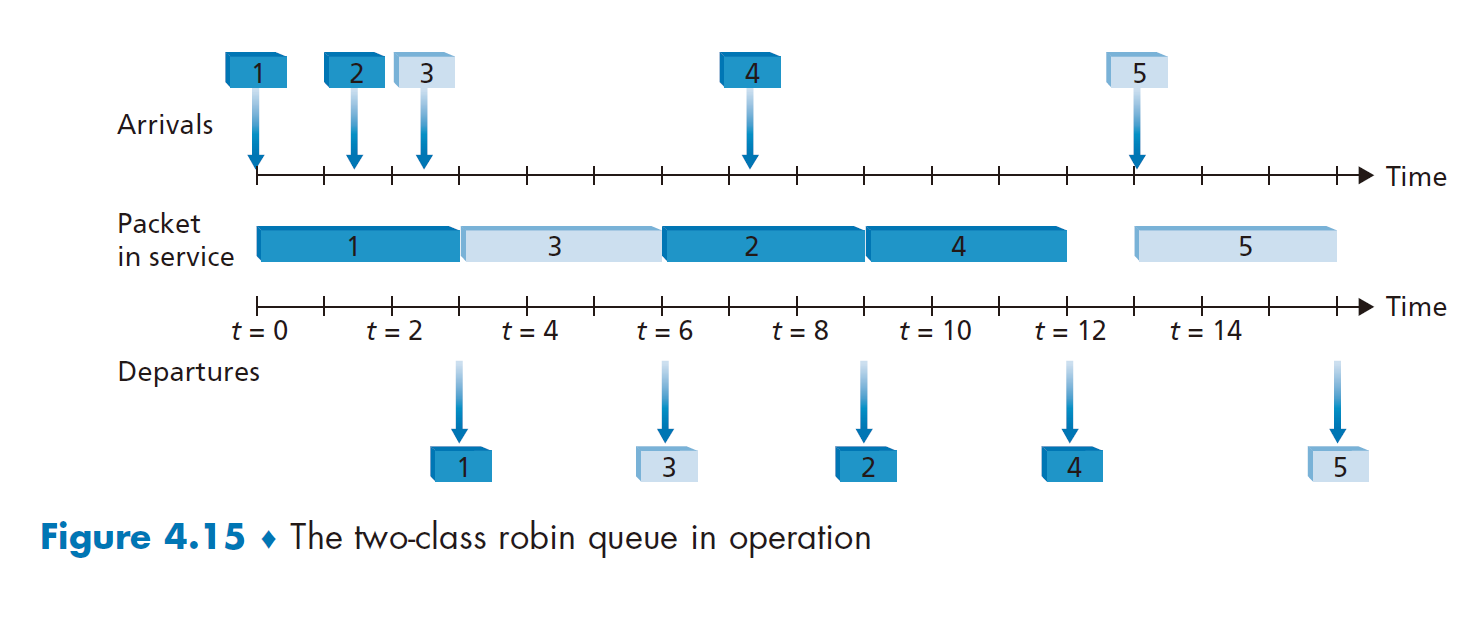 1 2 3 4 5
Arrivals
Time
Packet
in service
1 3 2 4 5
Time
t = 0 t = 2 t = 4 t = 6 t = 8 t = 10 t = 12 t = 14
Departures
1 3 2 4 5
Figure 4.15 ♦ The two-class robin queue in operation